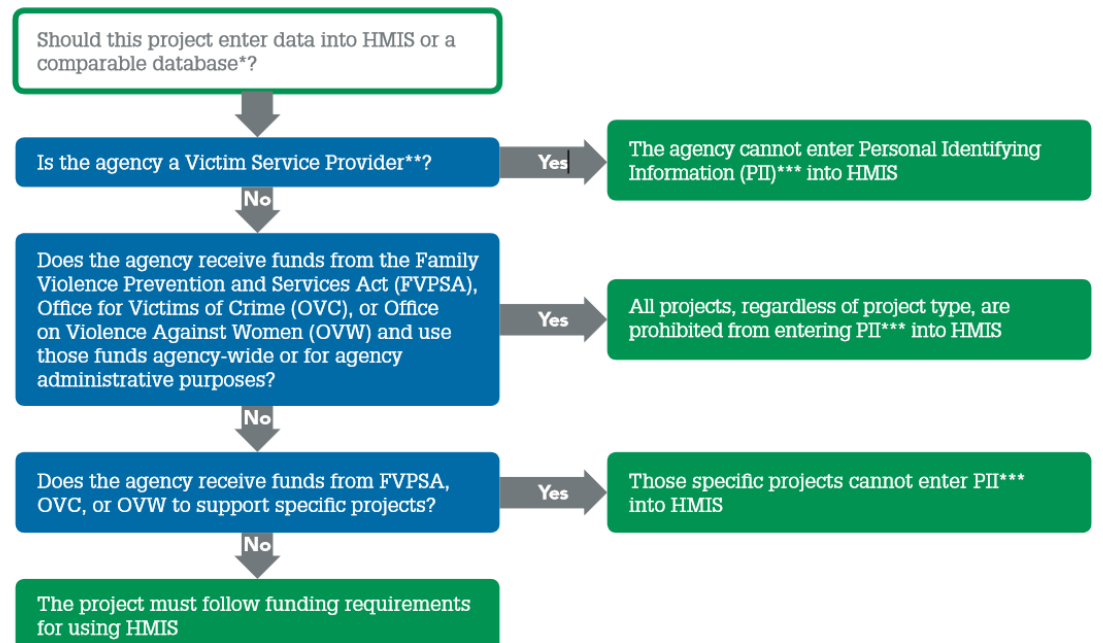 Should this project enter data into HMIS or a
comparable database*?
Is the agency a Victim Service Provider**?
Yes
The agency cannot enter Personal Identifying
Information (PII)*** into HMIS
No
Does the agency receive funds from the Family
Violence Prevention and Services Act (FVPSA),
Office for Victims of Crime (OVC), or Office
on Violence Against Women (OVW) and use
those funds agency-wide or for agency
administrative purposes?
Yes
All projects, regardless of project type, are
prohibited from entering PII*** into HMIS
No
Does the agency receive funds from FVPSA,
OVC, or OVW to support specific projects?
Yes
Those specific projects cannot enter PII***
into HMIS
No
The project must follow funding requirements
for using HMIS